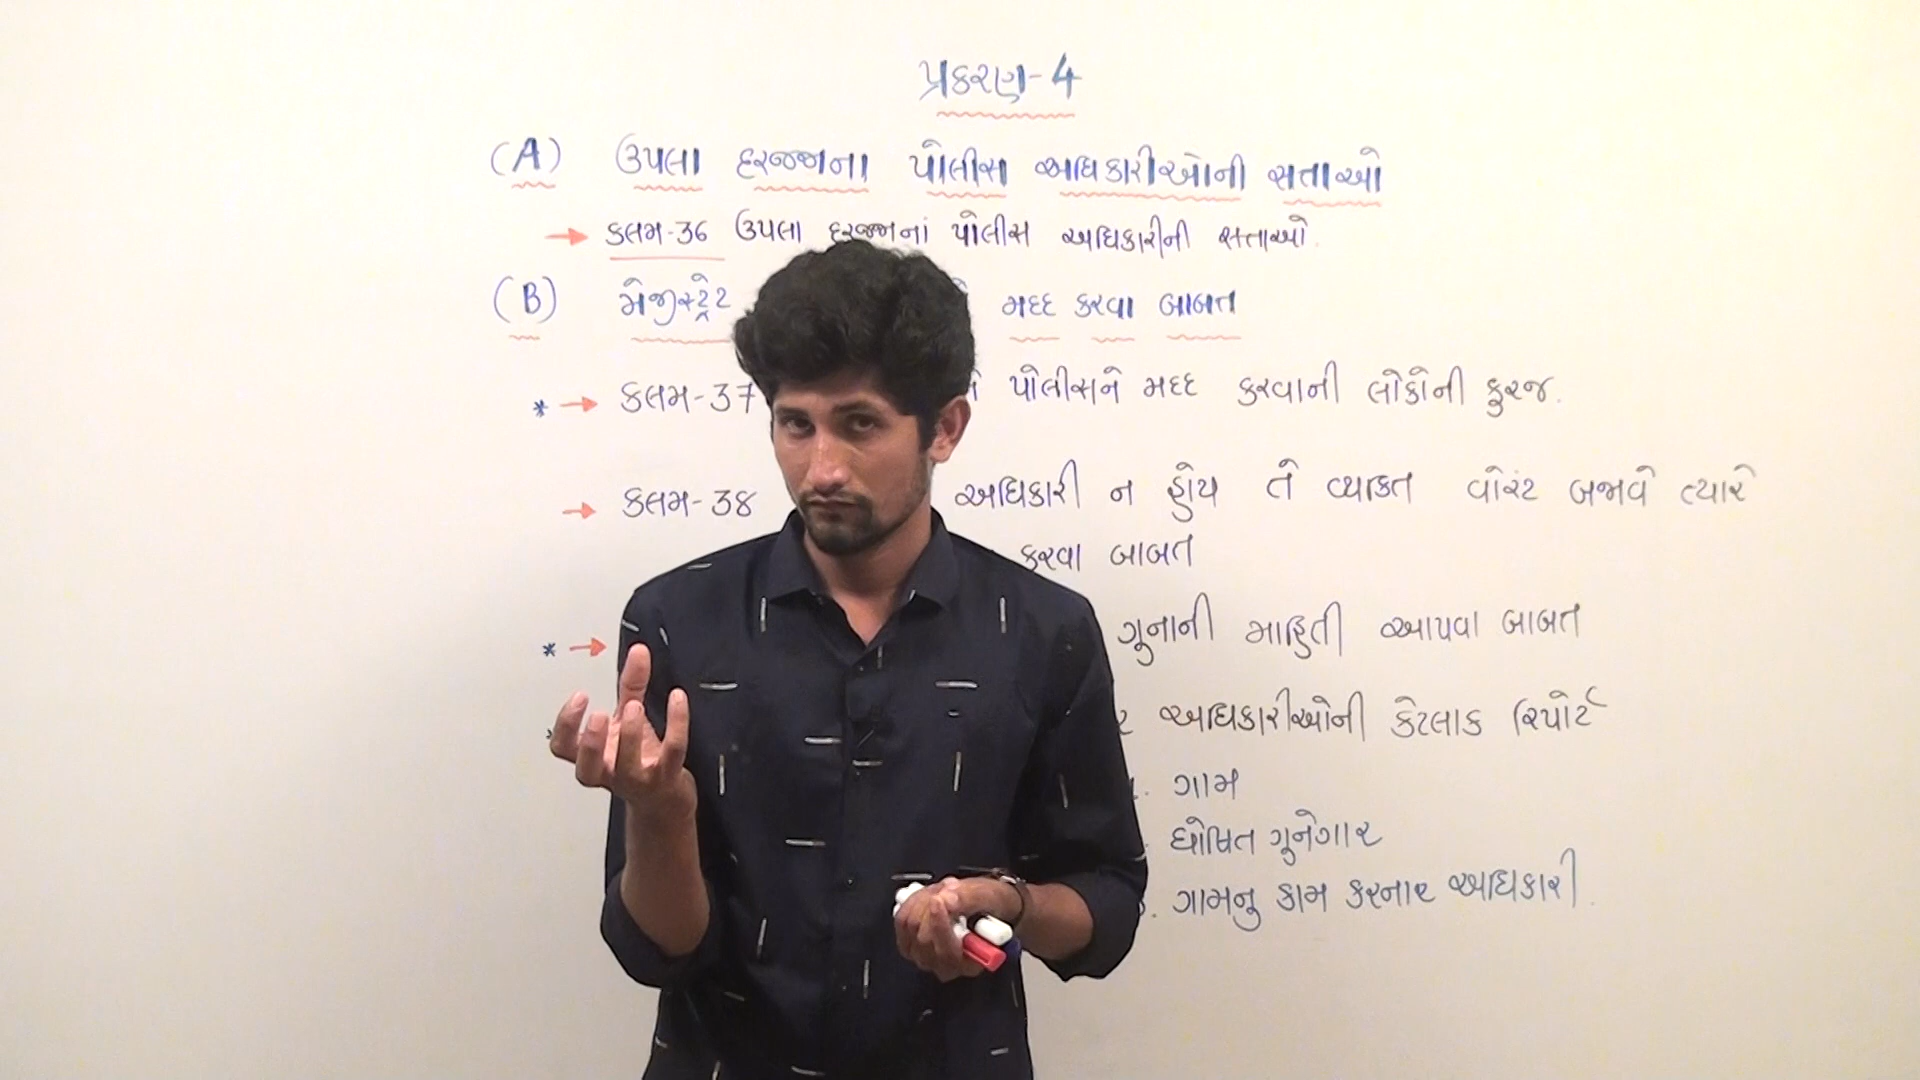 પ્રકરણ-4
(A) ઉપલા દરજ્જાના પોલીસ અધિકારીઓની સતાઓ
→ કલમ-36 ઉપલા દરજ્જાનાં પોલીસ અધિકારીની સતાઓ.
(B) મેજીસ્ટ્રેટ મદદ કરવા બાબત
* → કલમ-37 પોલીસને મદદ કરવાની લોકોની ફરજ.
→ કલમ-38 અધિકારી ન હોય તે વ્યકિત વોરંટ બજાવે ત્યારે
કરવા બાબત
* → ગુનાની માહિતી આપવા બાબત
અધિકારીઓની કેટલાક રિપોર્ટ
ગામ
ઘોષિત ગુનેગાર
ગામનુ કામ કરનાર અધિકારી.